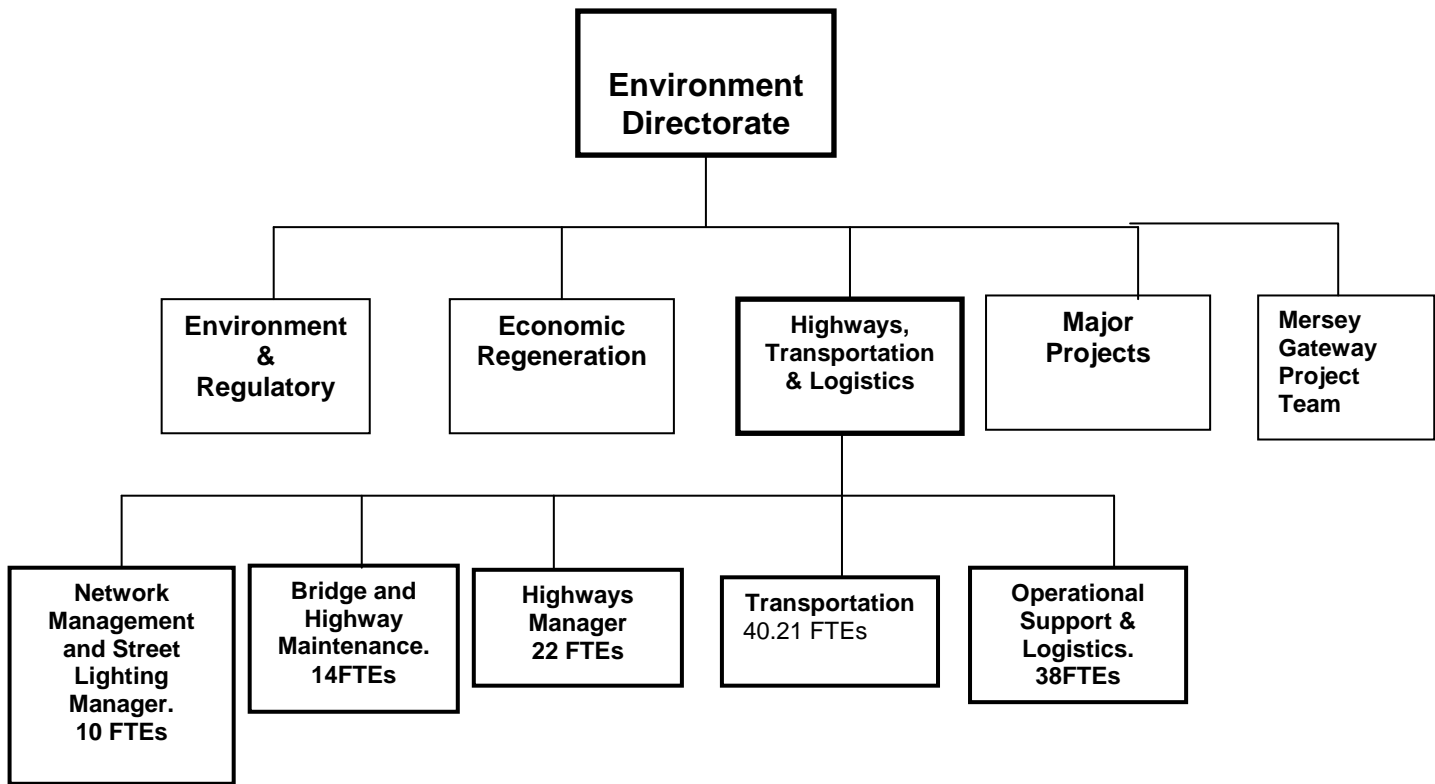 Environment
Directorate
Environment
&
Regulatory
Economic
Regeneration
Highways,
Transportation
& Logistics
Major
Projects
Mersey
Gateway
Project
Team
Network
Management
and Street
Lighting
Manager.
10 FTEs
Bridge and
Highway
Maintenance.
14FTEs
Highways
Manager
22 FTEs
Transportation
40.21 FTEs
Operational
Support &
Logistics.
38FTEs